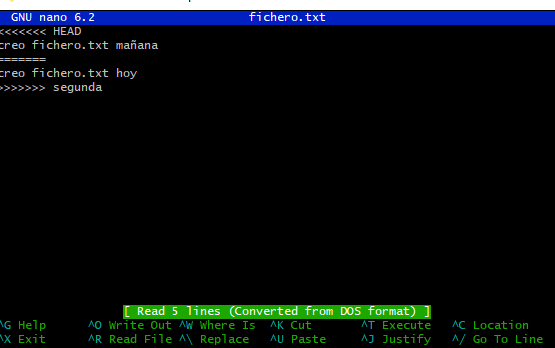 GNU nano 6.2 fichero.txt
<<<<<<< HEAD
creo fichero.txt mañana
=======
creo fichero.txt hoy
>>>>>>> segunda
[ Read 5 lines (Converted from DOS format) ]
^G Help ^O Write Out ^W Where Is ^K Cut ^T Execute ^C Location
^X Exit ^R Read File ^\ Replace ^U Paste ^J Justify ^/ Go To Line